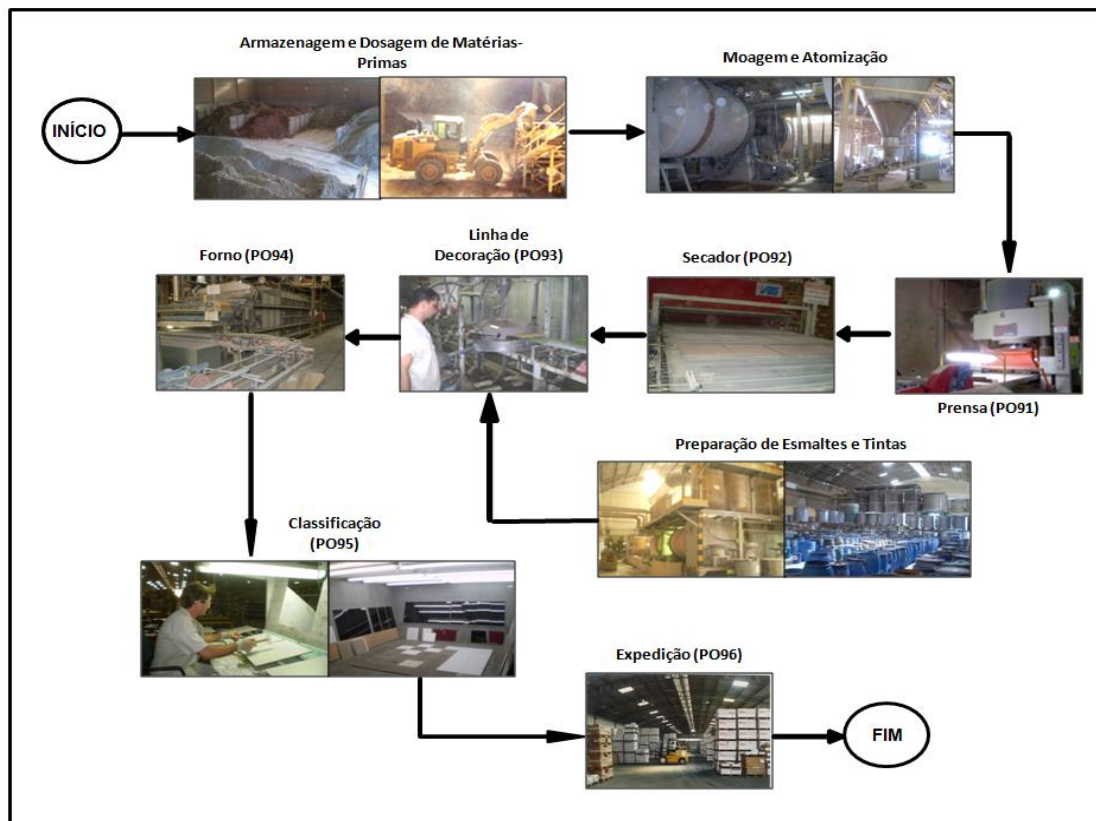 Armazenagem e Dosagem de Matérias-
Primas
Moagem e Atomização
INÍCIO
Linha de
Decoração (PO93)
Forno (PO94)
Secador (PO92)
Prensa (PO91)
Preparação de Esmaltes e Tintas
Classificação
(PO95)
Expedição (PO96)
FIM